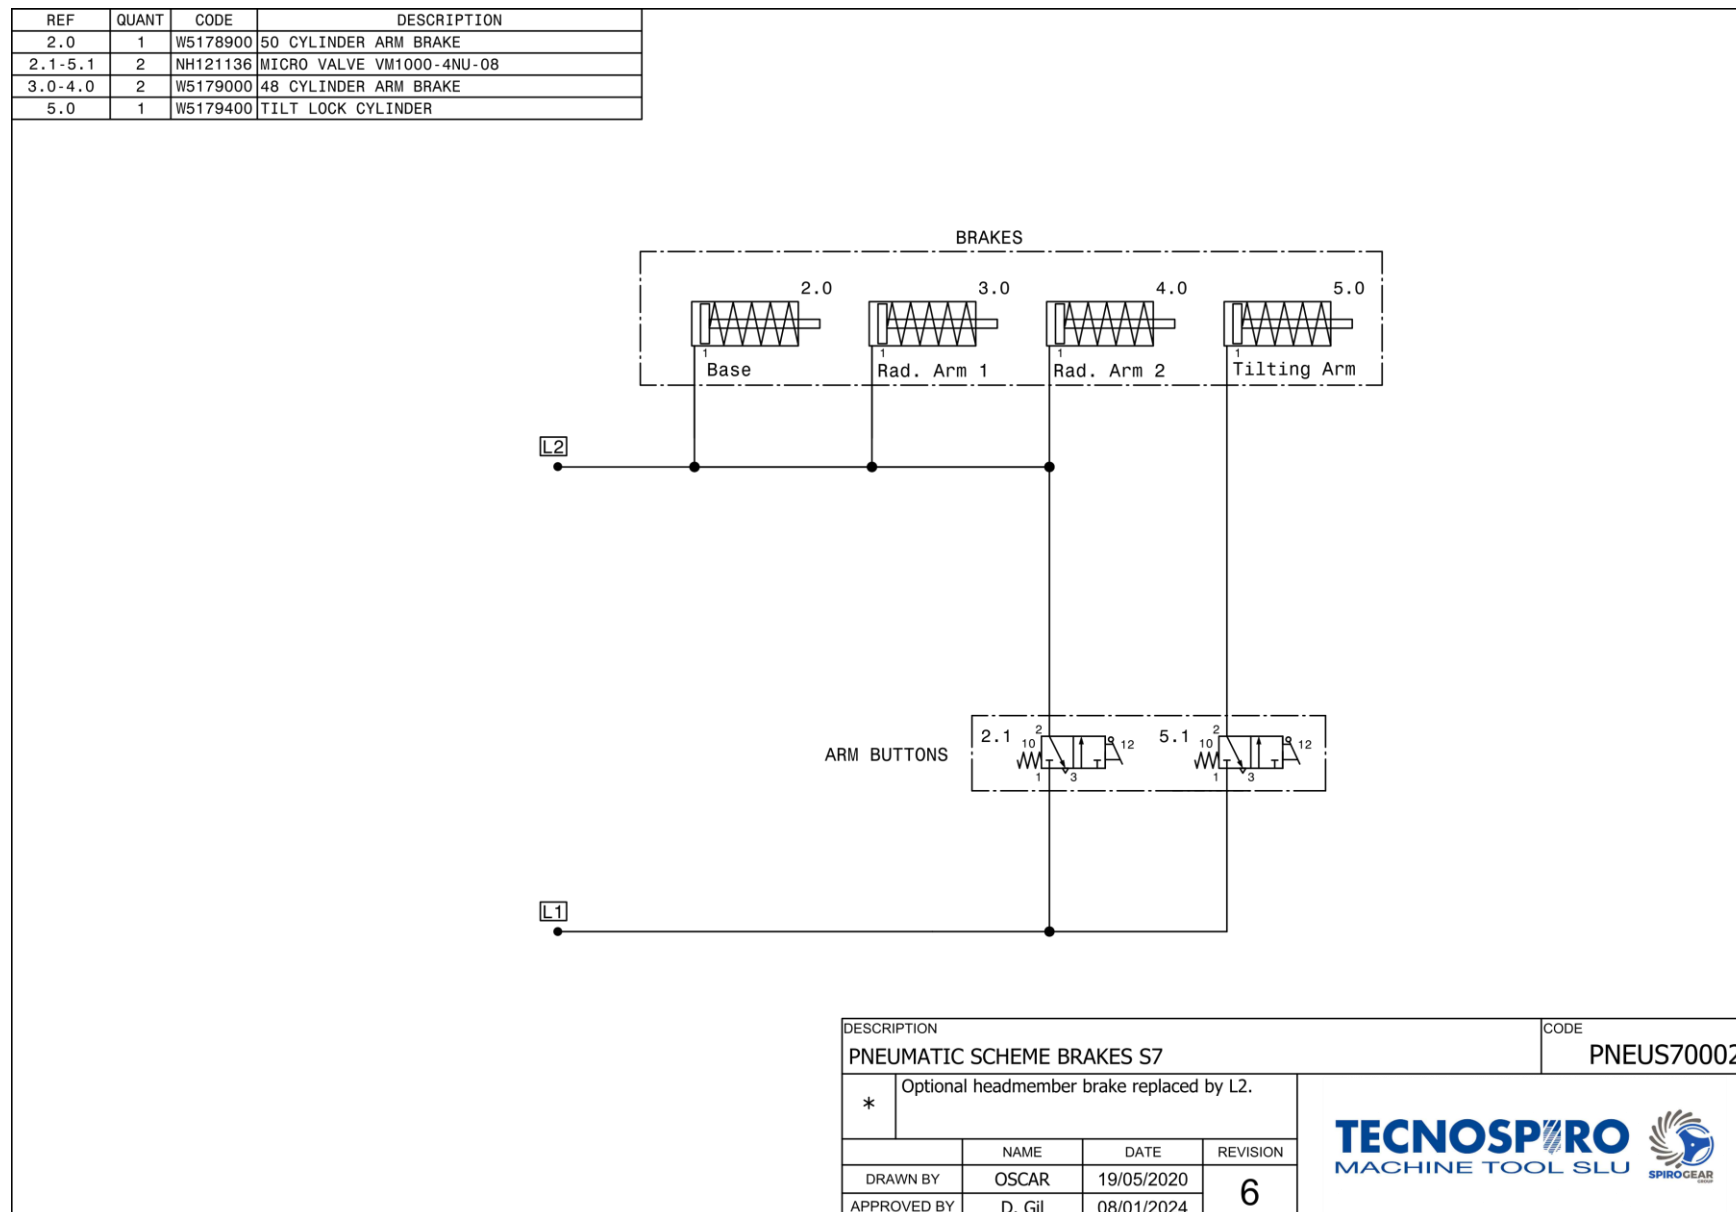 REF QUANT CODE DESCRIPTION
2.0 1 W5178900 50 CYLINDER ARM BRAKE
2.1-5.1 2 NH121136 MICRO VALVE VM1000-4NU-08
3.0-4.0 2 W5179000 48 CYLINDER ARM BRAKE
5.0 1 W5179400 TILT LOCK CYLINDER
BRAKES
2.0 3.0 4.0 5.0
1 1 1 1
Base Rad. Arm 1 Rad. Arm 2 Tilting Arm
L2
ARM BUTTONS
2.1 10 2 12 1 3
5.1 10 2 12 1 3
L1
DESCRIPTION
PNEUMATIC SCHEME BRAKES S7
CODE
PNEUS70002
* Optional headmember brake replaced by L2.
NAME DATE REVISION
DRAWN BY OSCAR 19/05/2020
6
APPROVED BY D. Gil 08/01/2024
TECNOSPIRO
MACHINE TOOL SLU
SPIROGEAR
GROUP